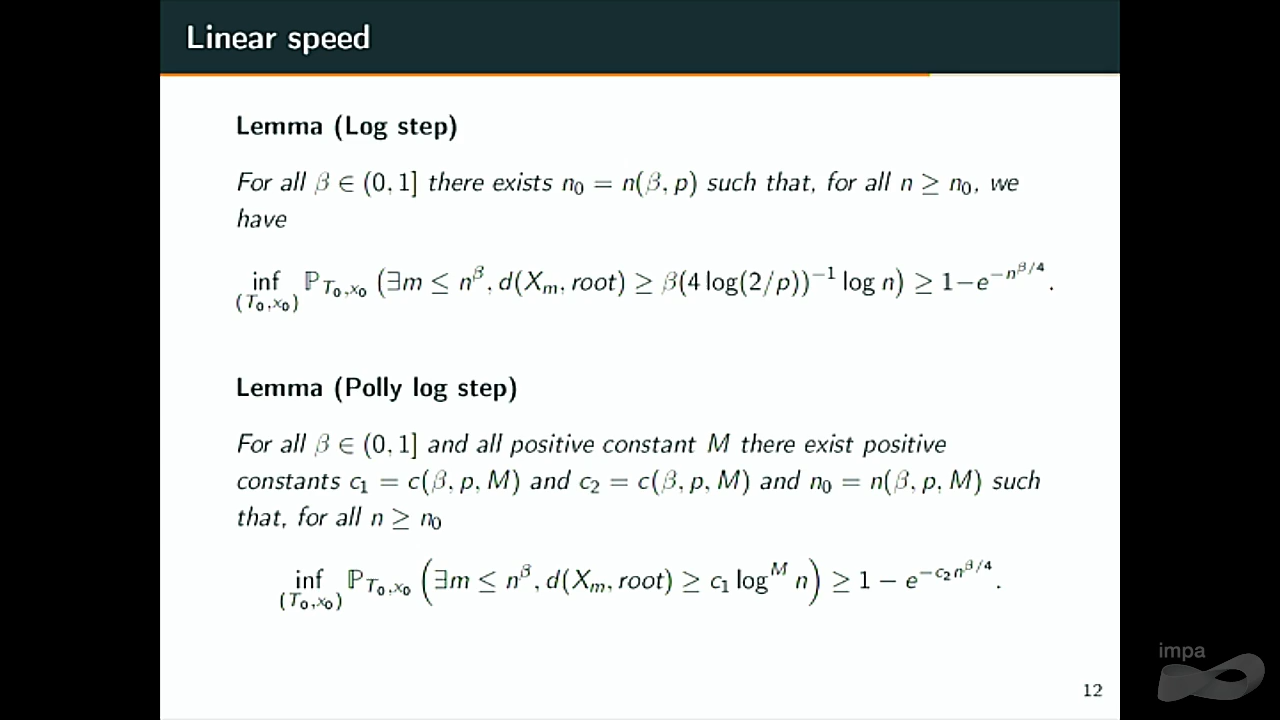 Linear speed
Lemma (Log step)
For all β ∈ (0, 1] there exists n₀ = n(β, p) such that, for all n ≥ n₀, we
have
inf_{(T₀,x₀)} ℙ_{T₀,x₀} (∃m ≤ n^β, d(X_m, root) ≥ β(4 log(2/p))^{−1} log n) ≥ 1−e^{−n^{β/4}}.
Lemma (Polly log step)
For all β ∈ (0, 1] and all positive constant M there exist positive
constants c₁ = c(β, p, M) and c₂ = c(β, p, M) and n₀ = n(β, p, M) such
that, for all n ≥ n₀
inf_{(T₀,x₀)} ℙ_{T₀,x₀} (∃m ≤ n^β, d(X_m, root) ≥ c₁ log^M n) ≥ 1 − e^{−c₂n^{β/4}}.
impa
12